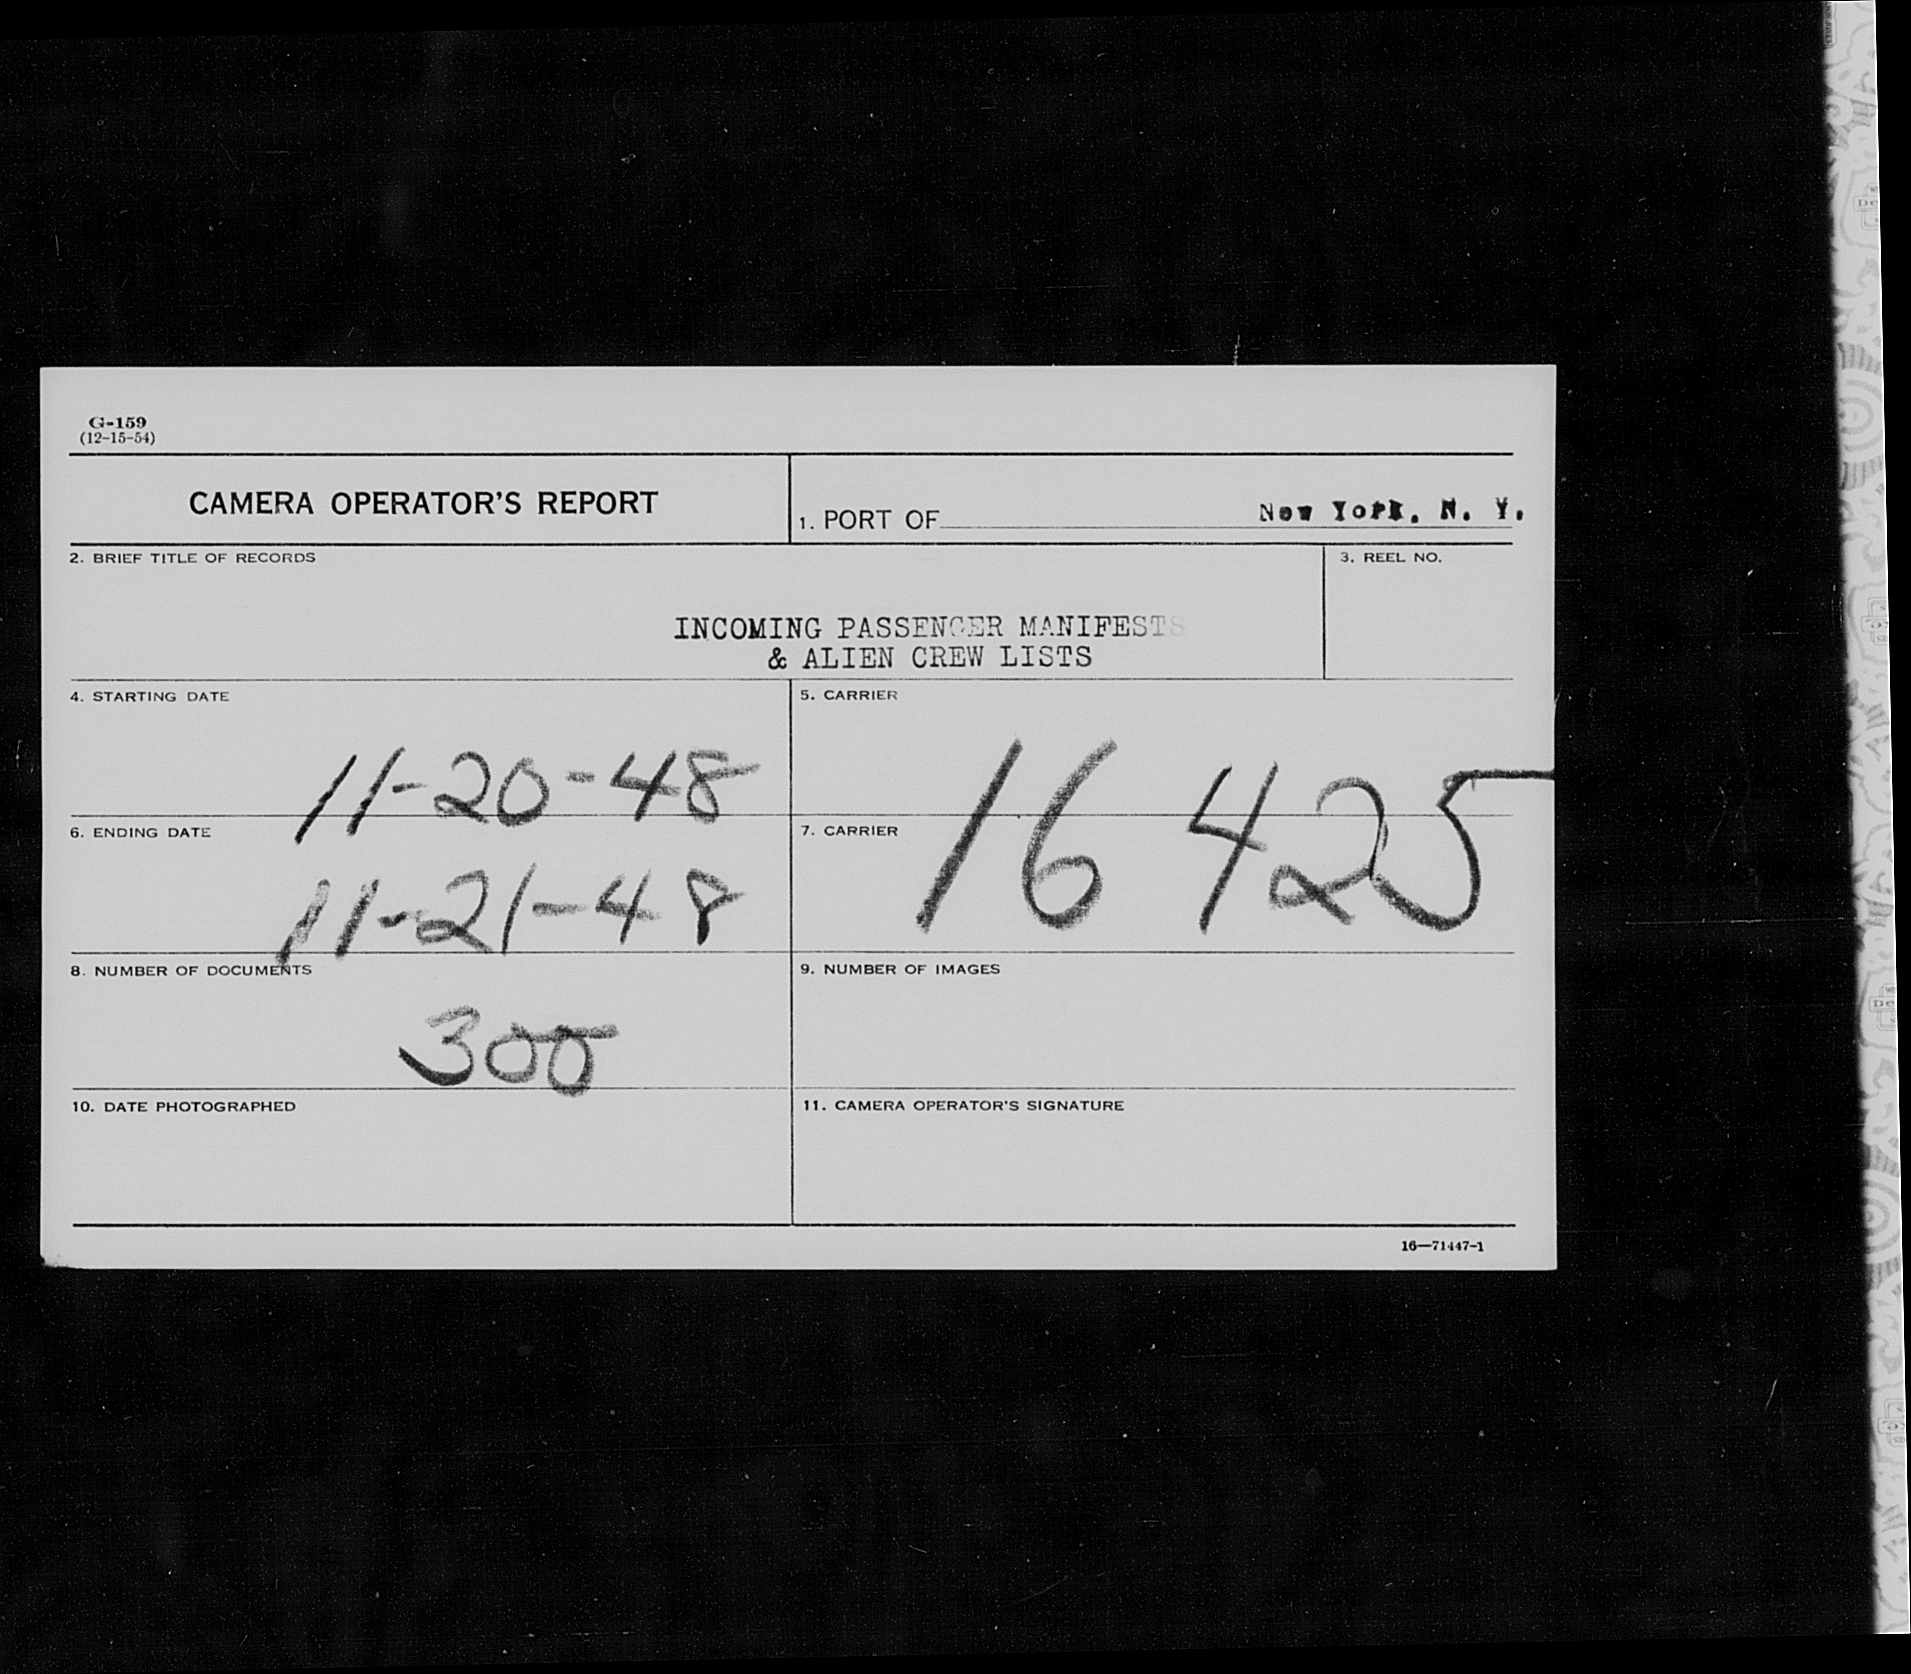 G-159
(12-15-54)
CAMERA OPERATOR'S REPORT
1. PORT OF New York, N. Y.
2. BRIEF TITLE OF RECORDS
3. REEL NO.
INCOMING PASSENGER MANIFESTS
& ALIEN CREW LISTS
4. STARTING DATE
11-20-48
5. CARRIER
16 425
6. ENDING DATE
11-21-48
7. CARRIER
8. NUMBER OF DOCUMENTS
300
9. NUMBER OF IMAGES
10. DATE PHOTOGRAPHED
11. CAMERA OPERATOR'S SIGNATURE
16—71447-1